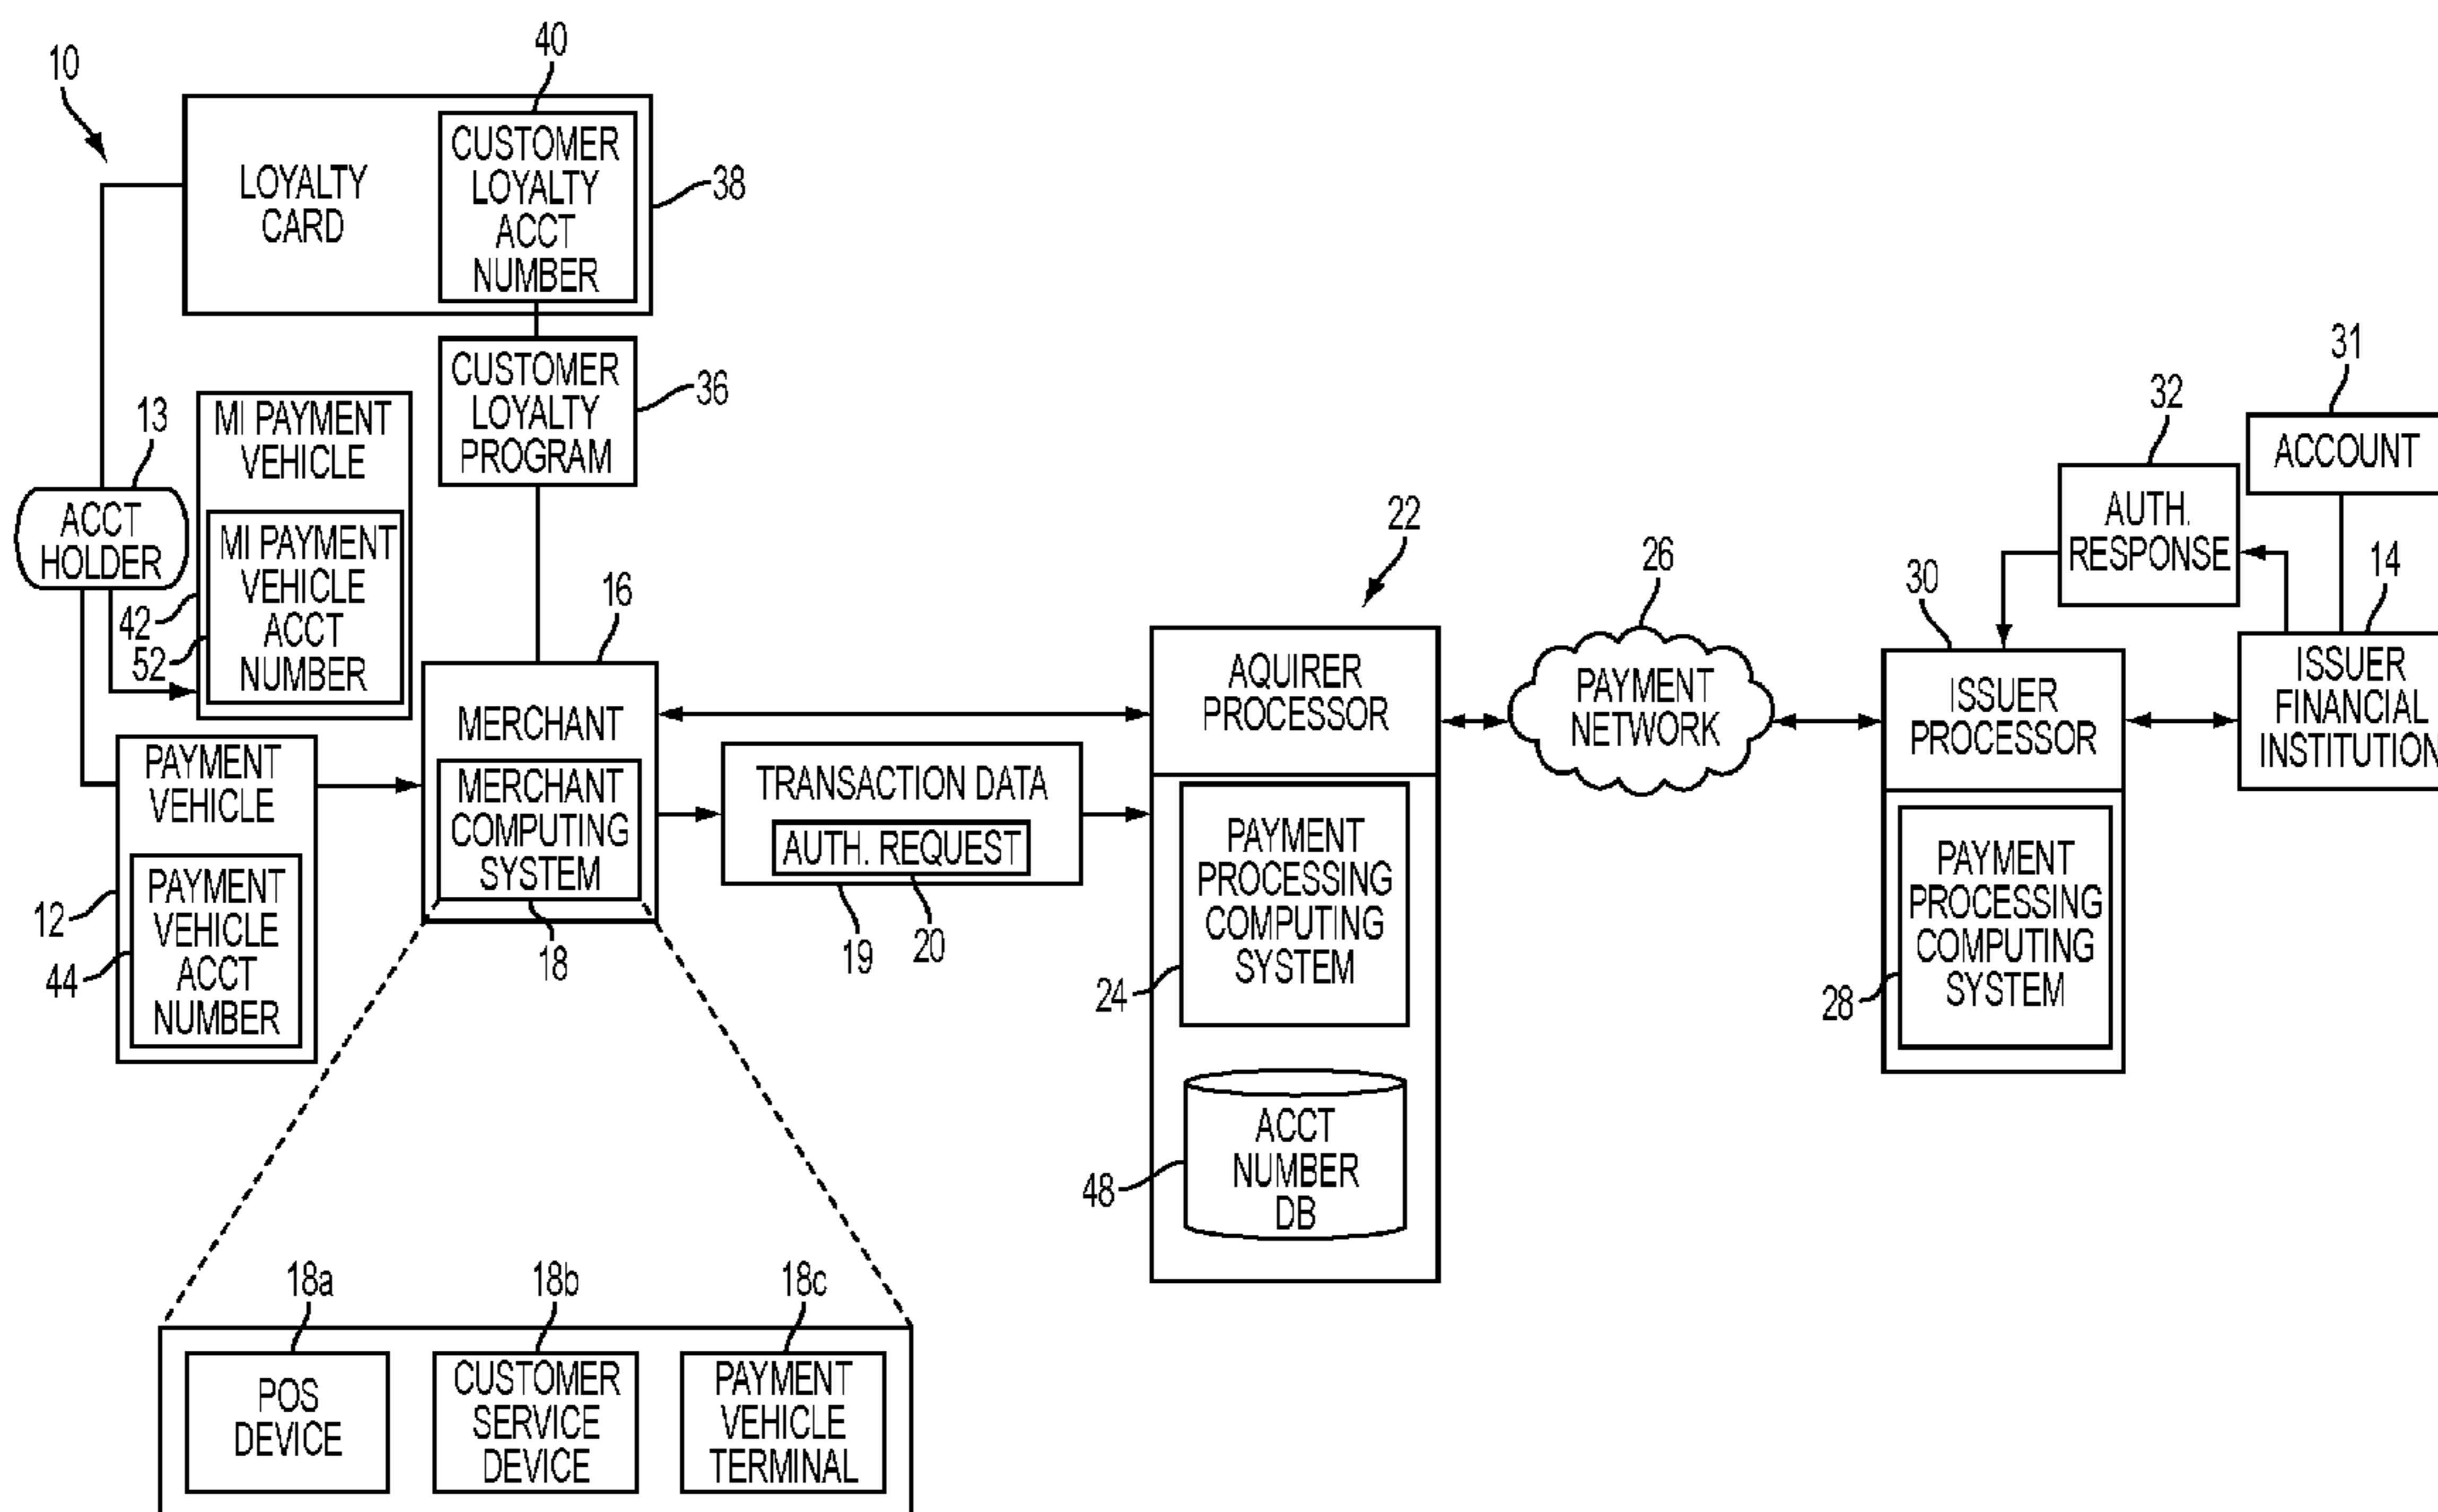 10
40
LOYALTY
CARD
CUSTOMER
LOYALTY
ACCT
NUMBER
38
CUSTOMER
LOYALTY
PROGRAM
36
13
ACCT
HOLDER
MI PAYMENT
VEHICLE
MI PAYMENT
VEHICLE
ACCT
NUMBER
42
52
PAYMENT
VEHICLE
PAYMENT
VEHICLE
ACCT
NUMBER
12
44
16
MERCHANT
MERCHANT
COMPUTING
SYSTEM
18
TRANSACTION DATA
AUTH. REQUEST
19
20
22
AQUIRER
PROCESSOR
PAYMENT
PROCESSING
COMPUTING
SYSTEM
24
ACCT
NUMBER
DB
48
26
PAYMENT
NETWORK
30
ISSUER
PROCESSOR
PAYMENT
PROCESSING
COMPUTING
SYSTEM
28
32
AUTH.
RESPONSE
31
ACCOUNT
14
ISSUER
FINANCIAL
INSTITUTION
18a
POS
DEVICE
18b
CUSTOMER
SERVICE
DEVICE
18c
PAYMENT
VEHICLE
TERMINAL